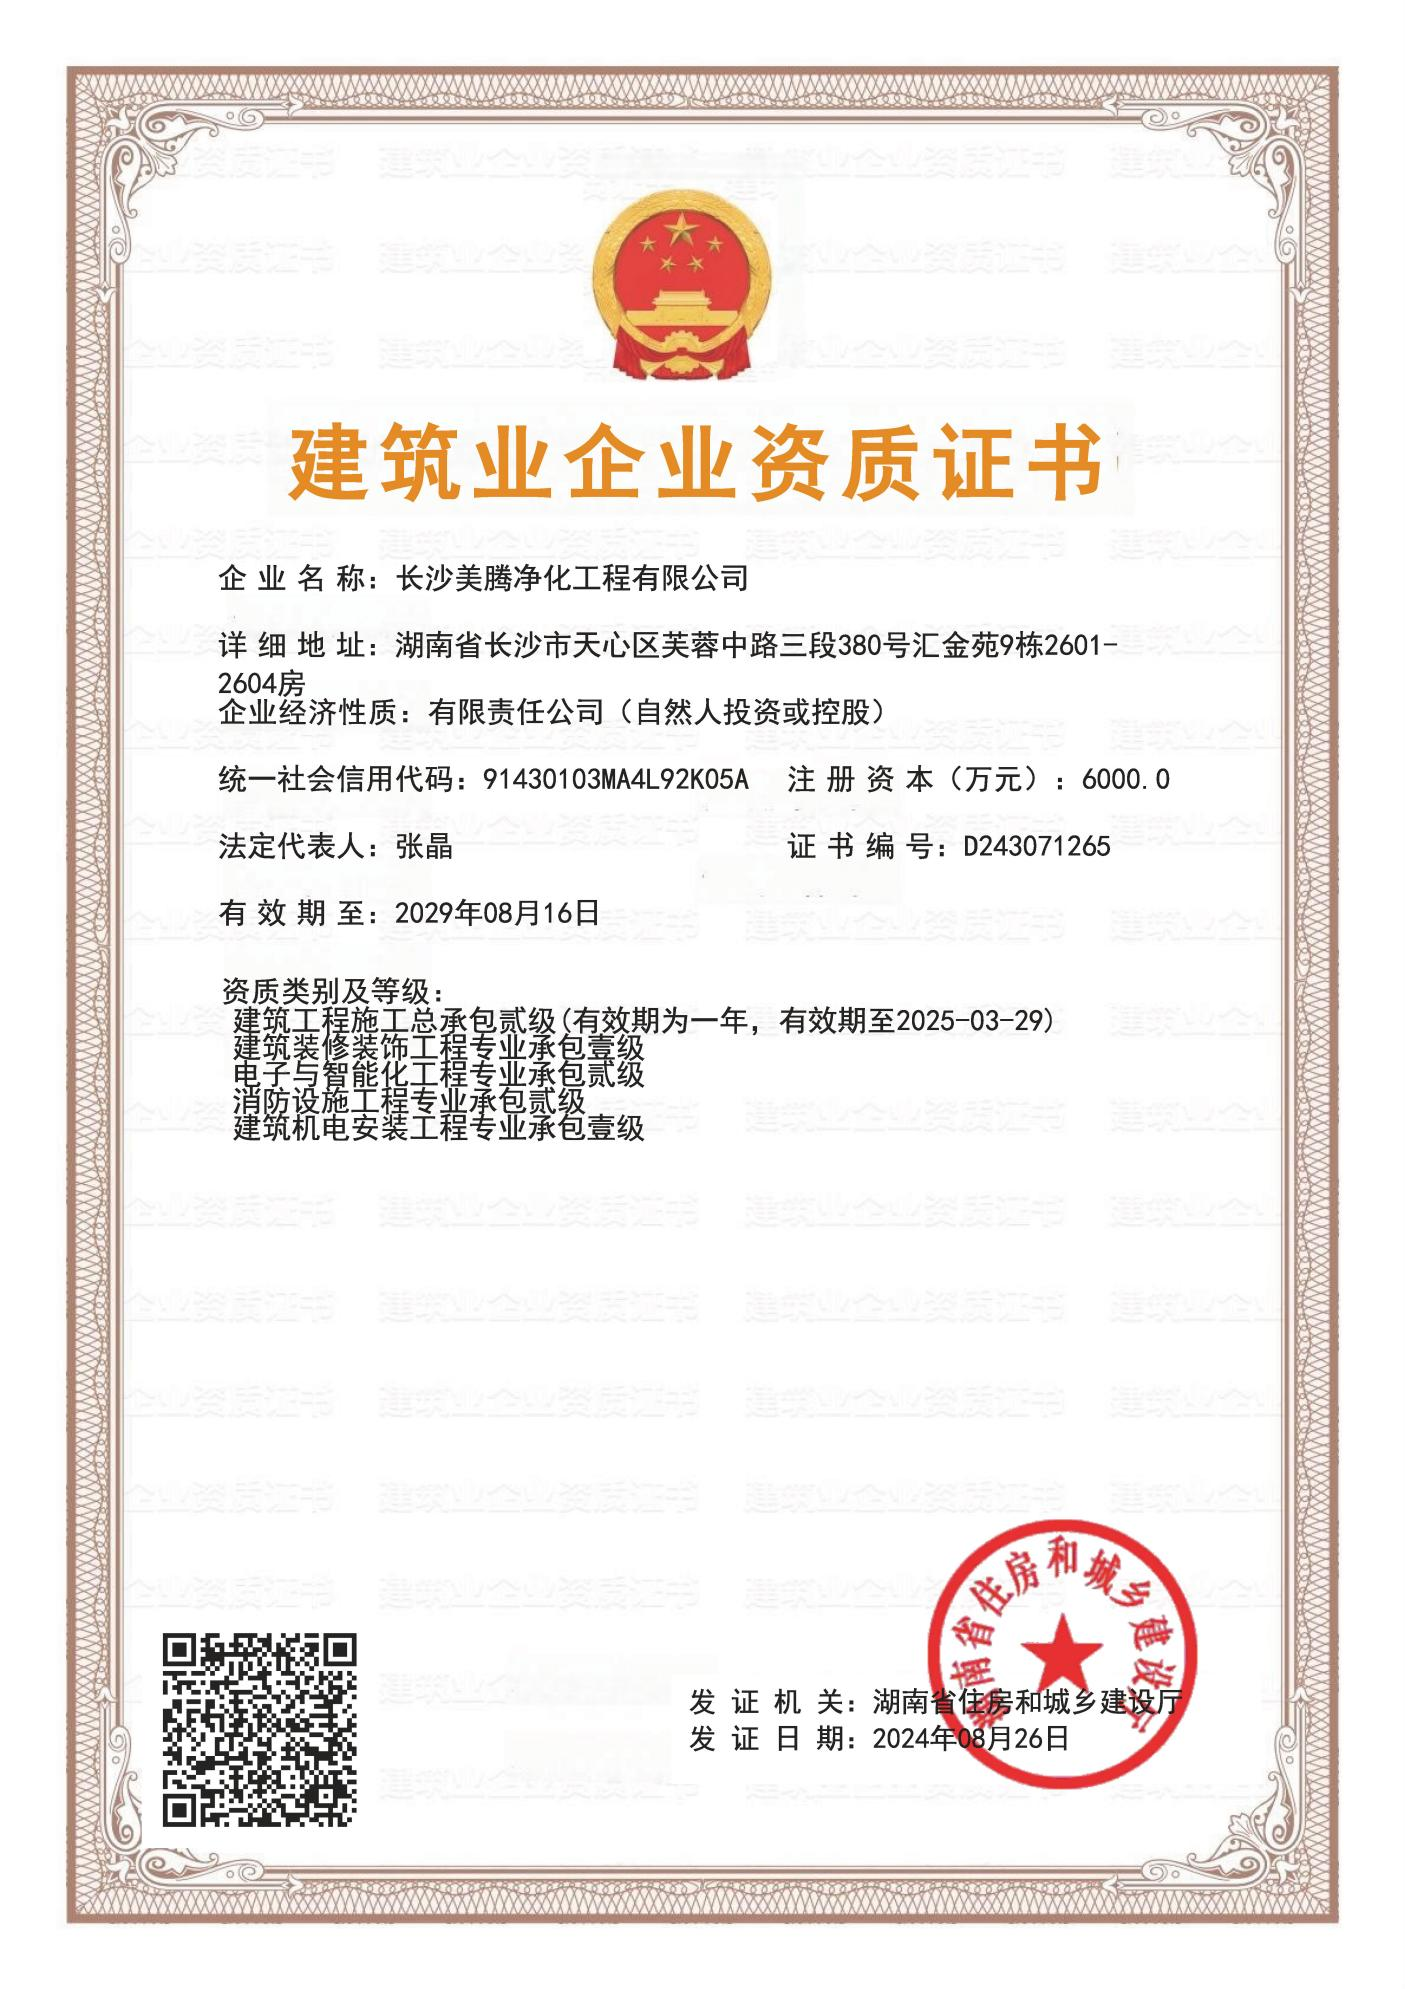 建筑业企业资质证书
企 业 名 称：长沙美腾净化工程有限公司
详 细 地 址：湖南省长沙市天心区芙蓉中路三段380号汇金苑9栋2601-
2604房
企业经济性质：有限责任公司（自然人投资或控股）
统一社会信用代码：91430103MA4L92K05A 注 册 资 本（万元）：6000.0
法定代表人：张晶 证 书 编 号：D243071265
有 效 期 至：2029年08月16日
资质类别及等级：
建筑工程施工总承包贰级(有效期为一年，有效期至2025-03-29)
建筑装修装饰工程专业承包壹级
电子与智能化工程专业承包贰级
消防设施工程专业承包贰级
建筑机电安装工程专业承包壹级
湖南省住房和城乡建设厅
发 证 机 关：湖南省住房和城乡建设厅
发 证 日 期：2024年08月26日